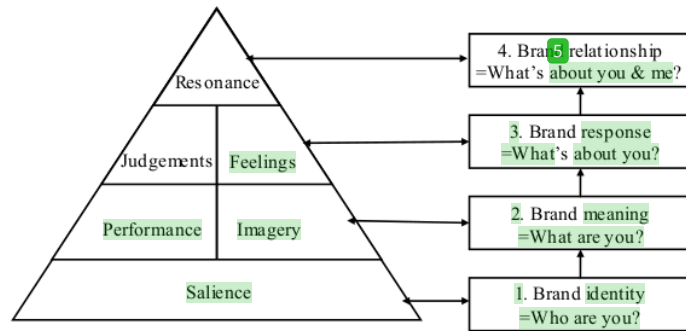 Resonance
Judgements
Feelings
Performance
Imagery
Salience
4. Brand relationship
=What's about you & me?
5
3. Brand response
=What's about you?
2. Brand meaning
=What are you?
1. Brand identity
=Who are you?